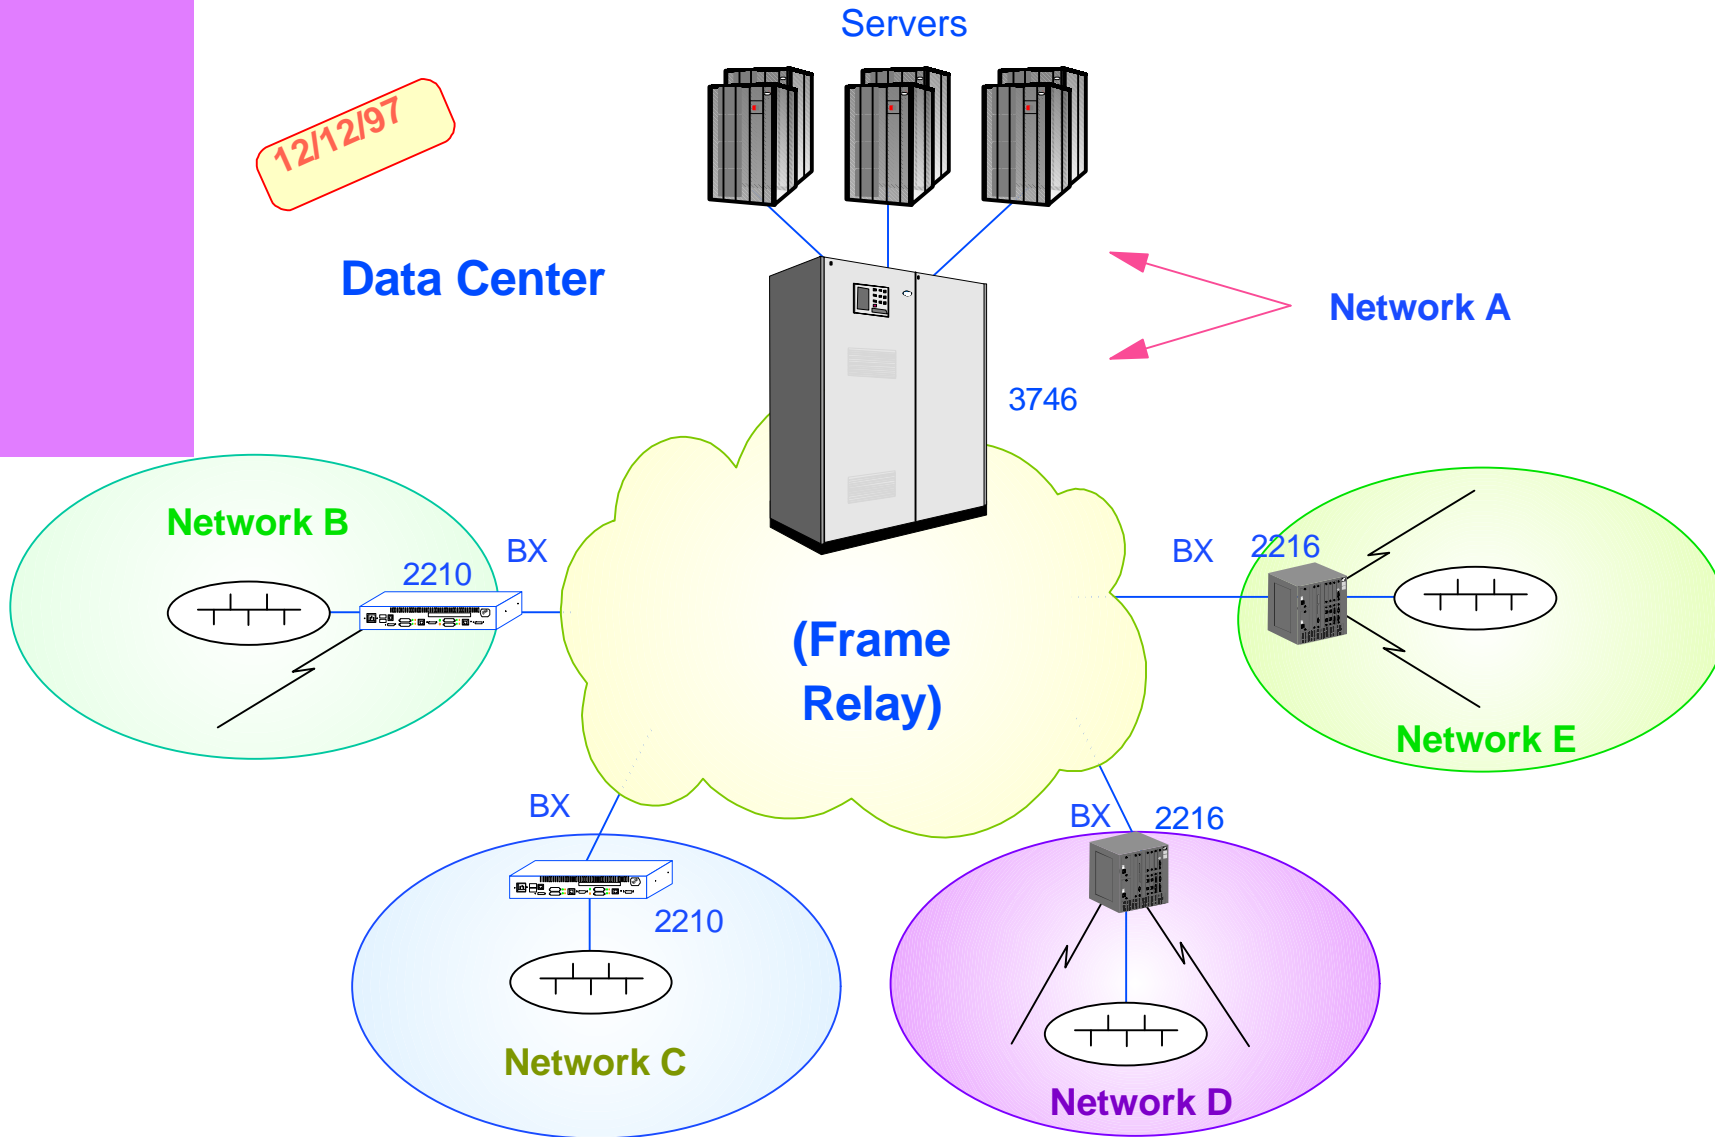 Servers
12/12/97
Data Center
Network A
3746
Network B
BX
2210
BX
2216
(Frame
Relay)
Network E
BX
2210
Network C
BX
2216
Network D